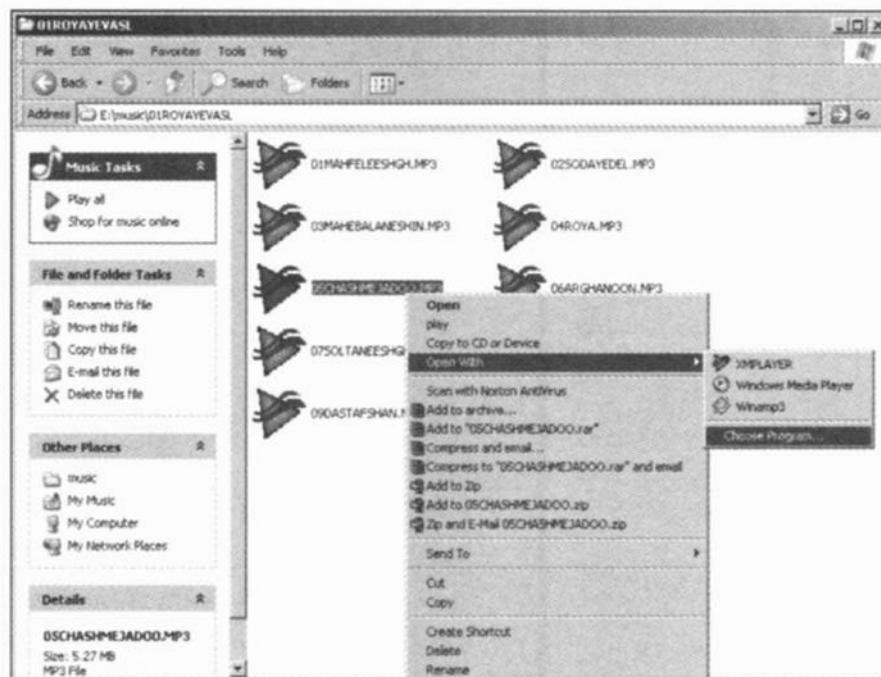 01ROYAYEVASL
File Edit View Favorites Tools Help
Back Search Folders
Address E:\music\01ROYAYEVASL Go
Music Tasks
Play all
Shop for music online
File and Folder Tasks
Rename this file
Move this file
Copy this file
E-mail this file
Delete this file
Other Places
music
My Music
My Computer
My Network Places
Details
05CHASHMEJADOO.MP3
Size: 5.27 MB
MP3 File
01MAHFELEESHGH.MP3 02SODAYEDEL.MP3
03MAHEBALANESHIN.MP3 04ROYA.MP3
05CHASHMEJADOO.MP3 06ARGHANOON.MP3
07SOLTANEESHG
09DASTAFSHAN.M
Open
play
Copy to CD or Device
Open With
Scan with Norton AntiVirus
Add to archive...
Add to "05CHASHMEJADOO.rar"
Compress and email...
Compress to "05CHASHMEJADOO.rar" and email
Add to Zip
Add to 05CHASHMEJADOO.zip
Zip and E-Mail 05CHASHMEJADOO.zip
Send To
Cut
Copy
Create Shortcut
Delete
Rename
XMPLAYER
Windows Media Player
Winamp3
Choose Program...